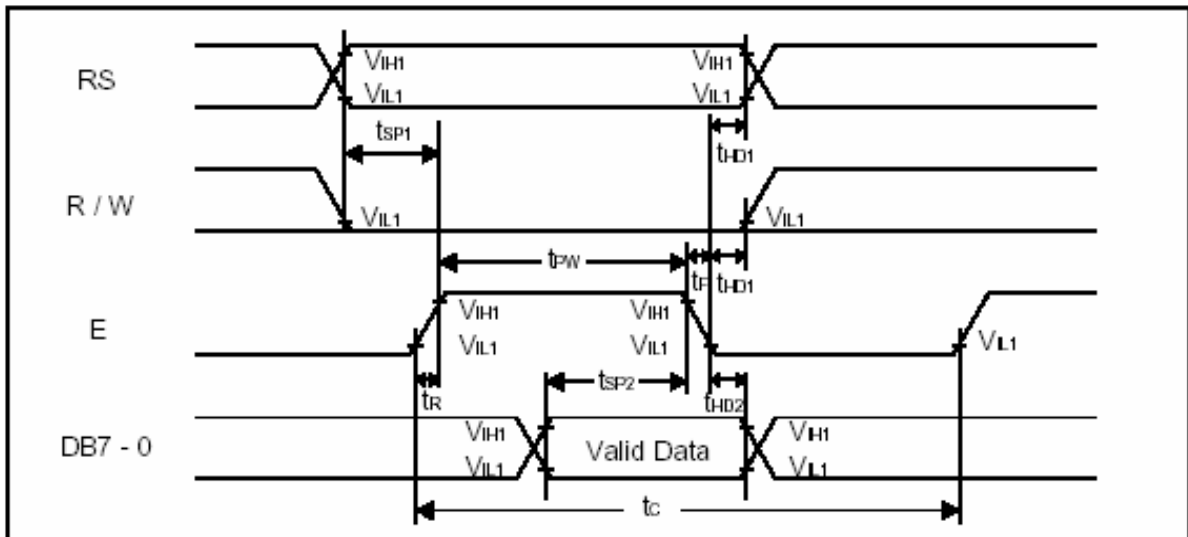 RS
VIH1 VIH1
VIL1 VIL1
tSP1
tHD1
R / W
VIL1 VIL1
tPW tF tHD1
E
VIH1 VIH1
VIL1 VIL1 VIL1
tR tSP2 tHD2
DB7 - 0
VIH1 Valid Data VIH1
VIL1 VIL1
tC